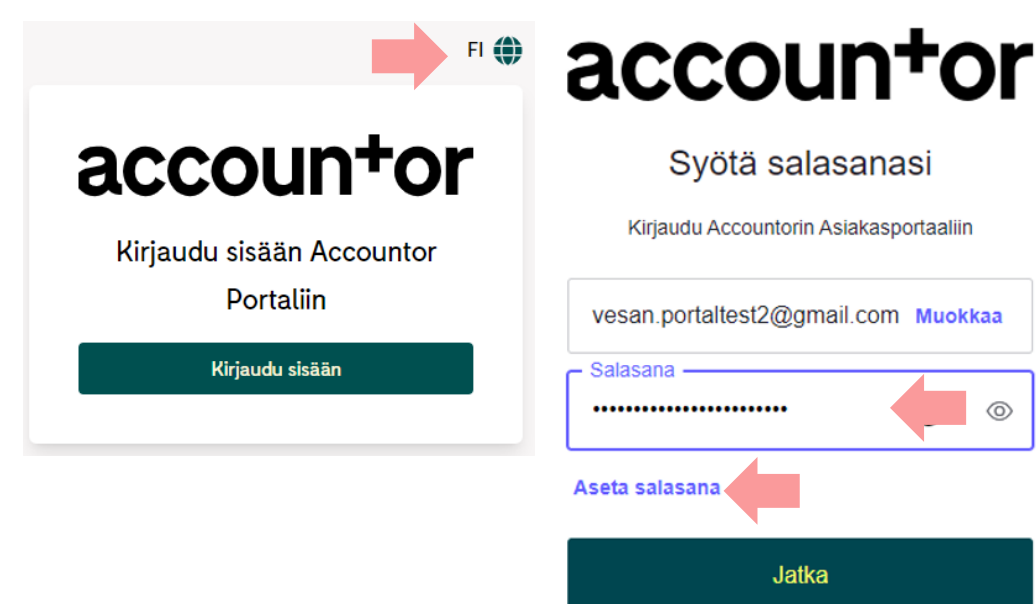 FI
accountor
Kirjaudu sisään Accountor
Portaliin
Kirjaudu sisään
accountor
Syötä salasanasi
Kirjaudu Accountorin Asiakasportaaliin
vesan.portaltest2@gmail.com Muokkaa
Salasana
••••••••••••••••••••••••
Aseta salasana
Jatka